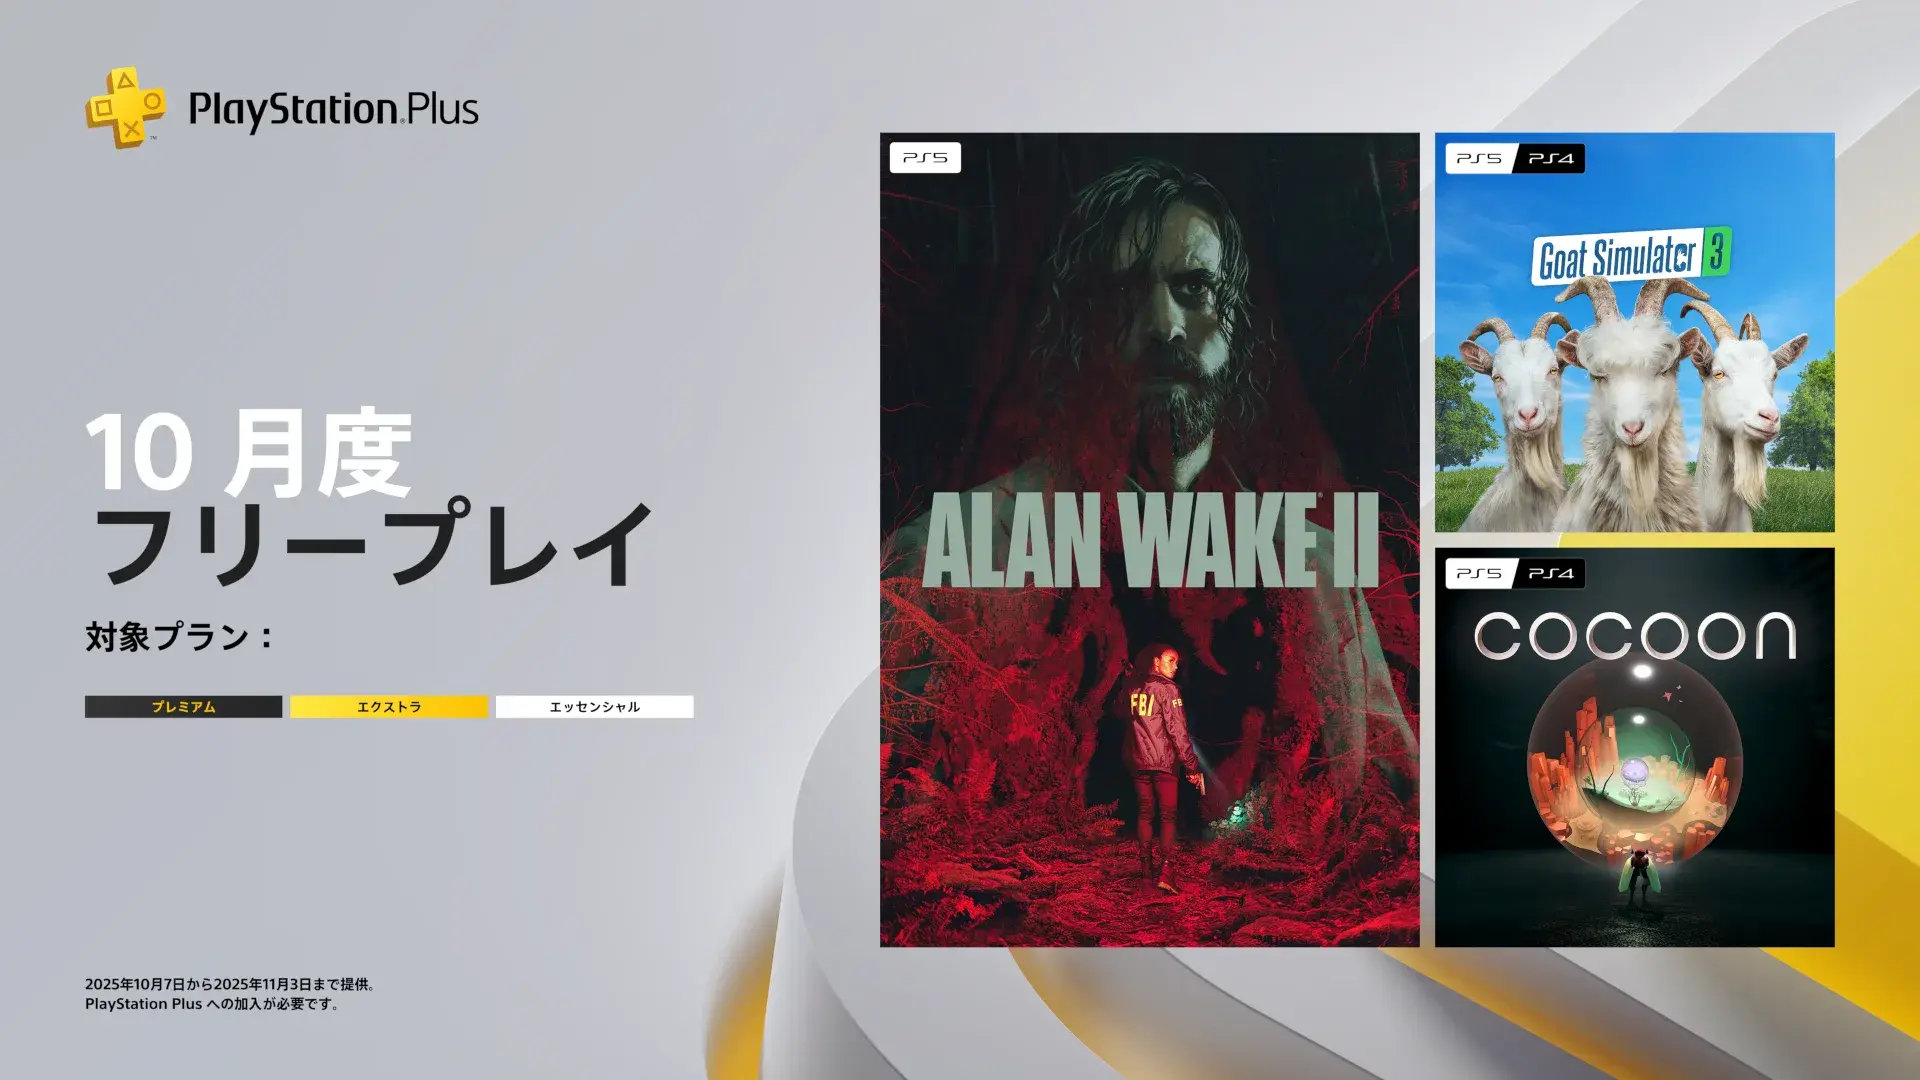 PlayStation Plus
10 月度
フリープレイ
対象プラン：
プレミアム
エクストラ
エッセンシャル
2025年10月7日から2025年11月3日まで提供。
PlayStation Plus への加入が必要です。
PS5
ALAN WAKE II
FBI
FB
PS5 PS4
Goat Simulator 3
PS5 PS4
COCOON